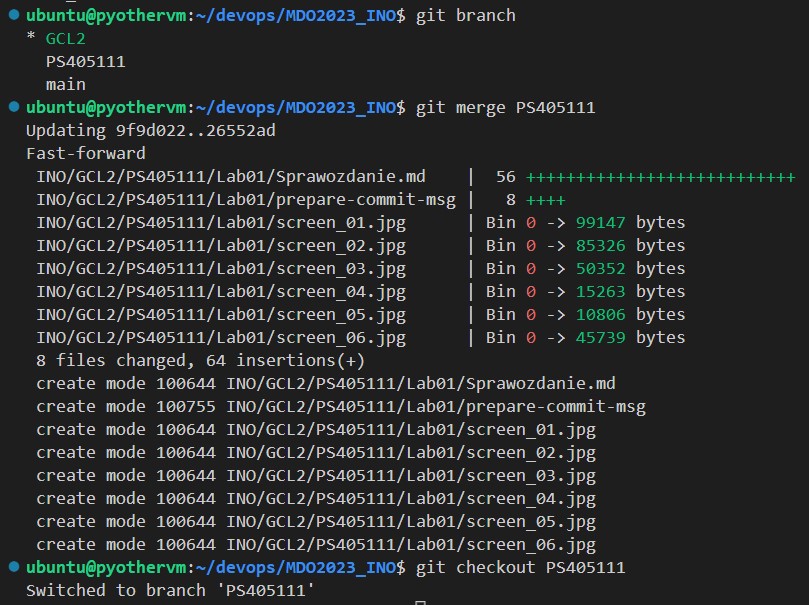 ubuntu@pyothervm:~/devops/MDO2023_INO$ git branch
* GCL2
  PS405111
  main
ubuntu@pyothervm:~/devops/MDO2023_INO$ git merge PS405111
Updating 9f9d022..26552ad
Fast-forward
 INO/GCL2/PS405111/Lab01/Sprawozdanie.md    |  56 +++++++++++++++++++++++++++
 INO/GCL2/PS405111/Lab01/prepare-commit-msg |   8 ++++
 INO/GCL2/PS405111/Lab01/screen_01.jpg      | Bin 0 -> 99147 bytes
 INO/GCL2/PS405111/Lab01/screen_02.jpg      | Bin 0 -> 85326 bytes
 INO/GCL2/PS405111/Lab01/screen_03.jpg      | Bin 0 -> 50352 bytes
 INO/GCL2/PS405111/Lab01/screen_04.jpg      | Bin 0 -> 15263 bytes
 INO/GCL2/PS405111/Lab01/screen_05.jpg      | Bin 0 -> 10806 bytes
 INO/GCL2/PS405111/Lab01/screen_06.jpg      | Bin 0 -> 45739 bytes
 8 files changed, 64 insertions(+)
 create mode 100644 INO/GCL2/PS405111/Lab01/Sprawozdanie.md
 create mode 100755 INO/GCL2/PS405111/Lab01/prepare-commit-msg
 create mode 100644 INO/GCL2/PS405111/Lab01/screen_01.jpg
 create mode 100644 INO/GCL2/PS405111/Lab01/screen_02.jpg
 create mode 100644 INO/GCL2/PS405111/Lab01/screen_03.jpg
 create mode 100644 INO/GCL2/PS405111/Lab01/screen_04.jpg
 create mode 100644 INO/GCL2/PS405111/Lab01/screen_05.jpg
 create mode 100644 INO/GCL2/PS405111/Lab01/screen_06.jpg
ubuntu@pyothervm:~/devops/MDO2023_INO$ git checkout PS405111
Switched to branch 'PS405111'